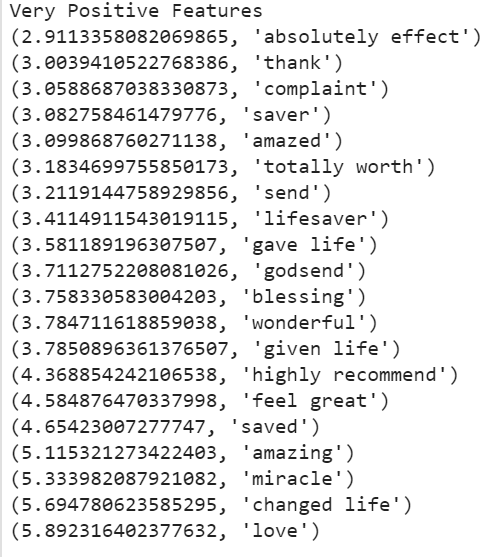 Very Positive Features
(2.9113358082069865, 'absolutely effect')
(3.0039410522768386, 'thank')
(3.0588687038330873, 'complaint')
(3.082758461479776, 'saver')
(3.099868760271138, 'amazed')
(3.1834699755850173, 'totally worth')
(3.2119144758929856, 'send')
(3.4114911543019115, 'lifesaver')
(3.581189196307507, 'gave life')
(3.7112752208081026, 'godsend')
(3.758330583004203, 'blessing')
(3.784711618859038, 'wonderful')
(3.7850896361376507, 'given life')
(4.368854242106538, 'highly recommend')
(4.584876470337998, 'feel great')
(4.65423007277747, 'saved')
(5.115321273422403, 'amazing')
(5.333982087921082, 'miracle')
(5.694780623585295, 'changed life')
(5.892316402377632, 'love')